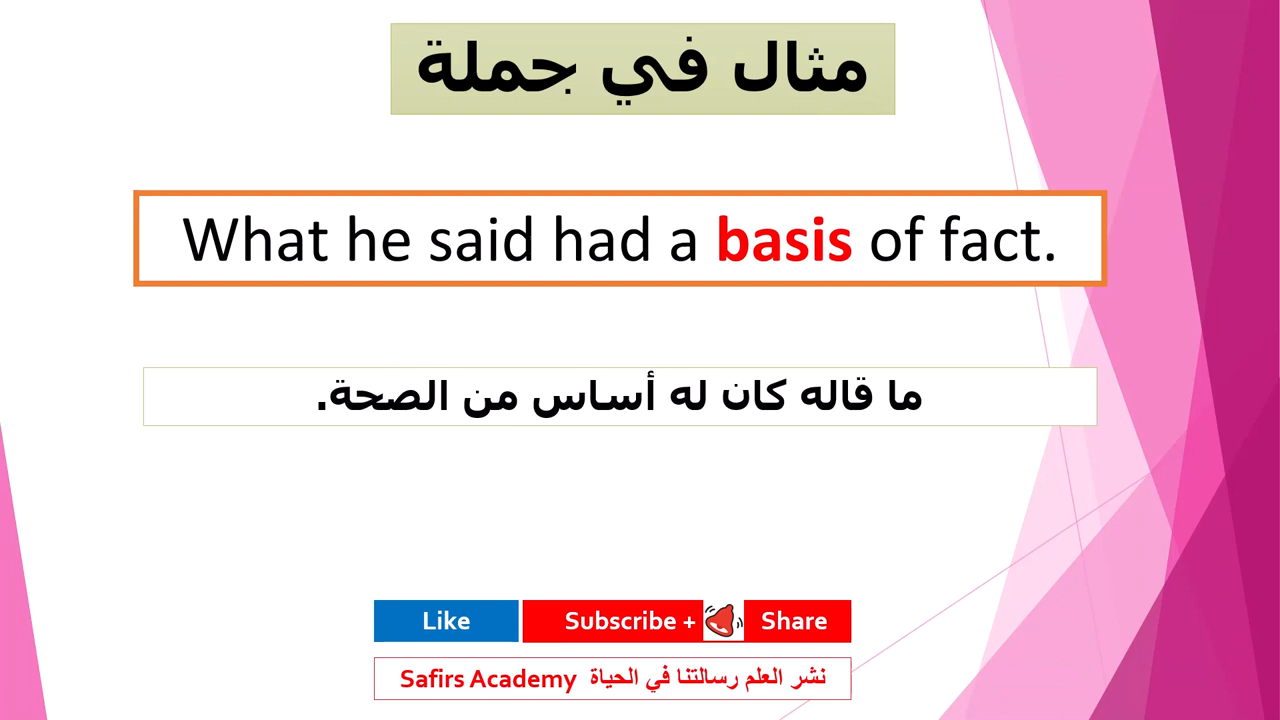 مثال في جملة
What he said had a basis of fact.
ما قاله كان له أساس من الصحة.
Like Subscribe + Share
Safirs Academy نشر العلم رسالتنا في الحياة